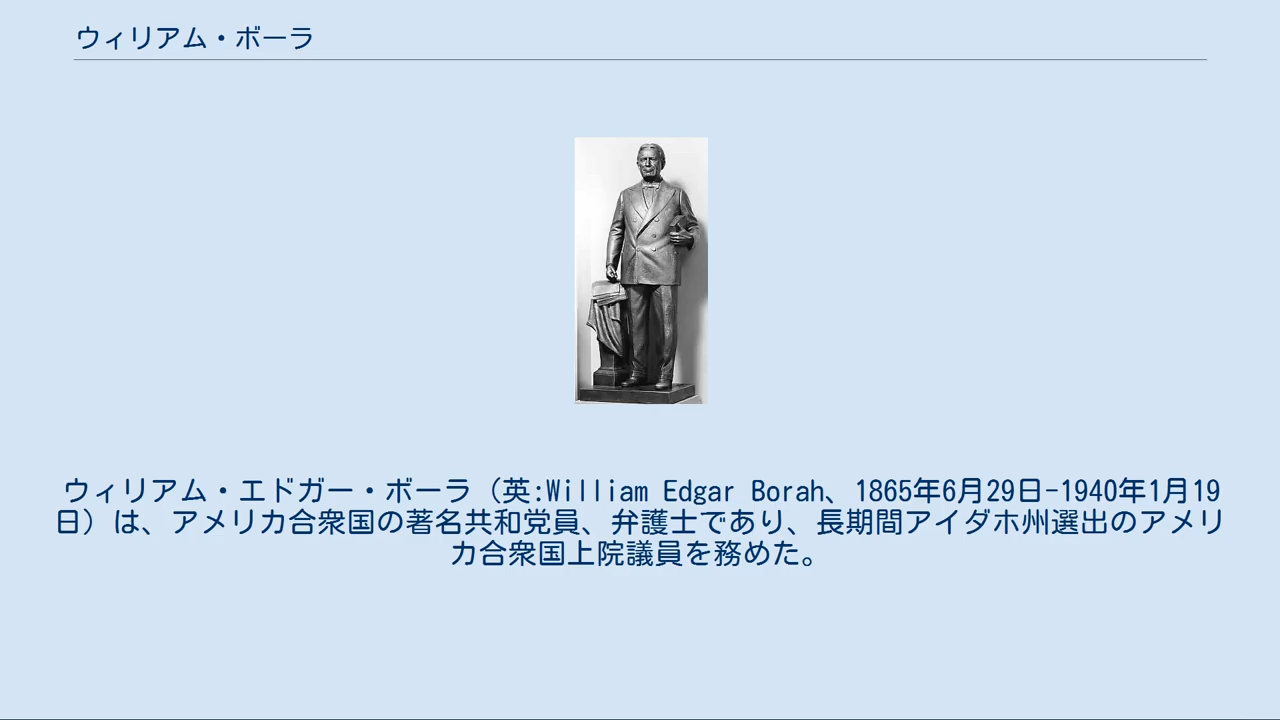 ウィリアム・ボーラ
ウィリアム・エドガー・ボーラ（英:William Edgar Borah、1865年6月29日-1940年1月19
日）は、アメリカ合衆国の著名共和党員、弁護士であり、長期間アイダホ州選出のアメリ
カ合衆国上院議員を務めた。